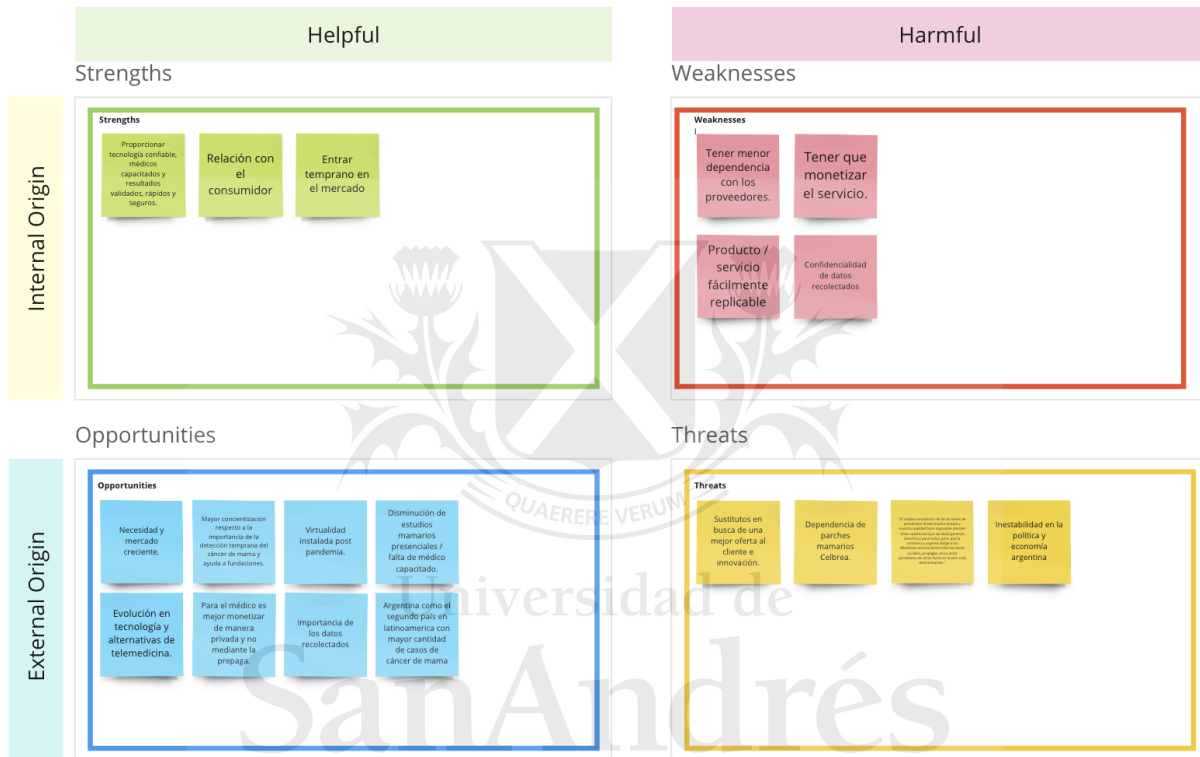 Helpful
Harmful
Strengths
Weaknesses
Internal Origin
Strengths
Proporcionar
tecnología confiable,
médicos
capacitados y
resultados
validados, rápidos y
seguros.
Relación con
el
consumidor
Entrar
temprano en
el mercado
Weaknesses
Tener menor
dependencia
con los
proveedores.
Tener que
monetizar
el servicio.
Producto /
servicio
fácilmente
replicable
Confidencialidad
de datos
recolectados
Opportunities
Threats
External Origin
Opportunities
Necesidad y
mercado
creciente.
Mayor concientización
respecto a la
importancia de la
detección temprana del
cáncer de mama y
ayuda a fundaciones.
Virtualidad
instalada post
pandemia.
Disminución de
estudios
mamarios
presenciales /
falta de médico
capacitado.
Evolución en
tecnología y
alternativas de
telemedicina.
Para el médico es
mejor monetizar
de manera
privada y no
mediante la
prepaga.
Importancia de
los datos
recolectados
Argentina como el
segundo país en
latinoamerica con
mayor cantidad
de casos de
cáncer de mama
Threats
Sustitutos en
busca de una
mejor oferta al
cliente e
innovación.
Dependencia de
parches
mamarios
Celbrea.
Inestabilidad en la
política y
economía
argentina
QUAERERE VERUM
Universidad de
SanAndrés